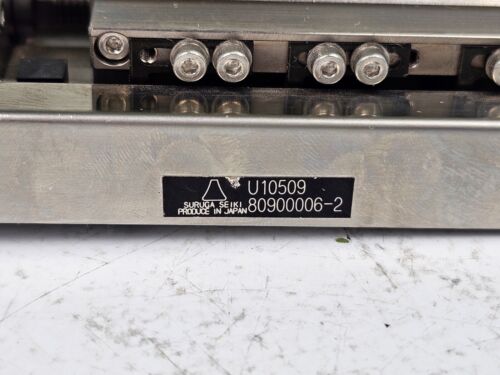 U10509
SURUGA SEIKI
PRODUCE IN JAPAN 80900006-2